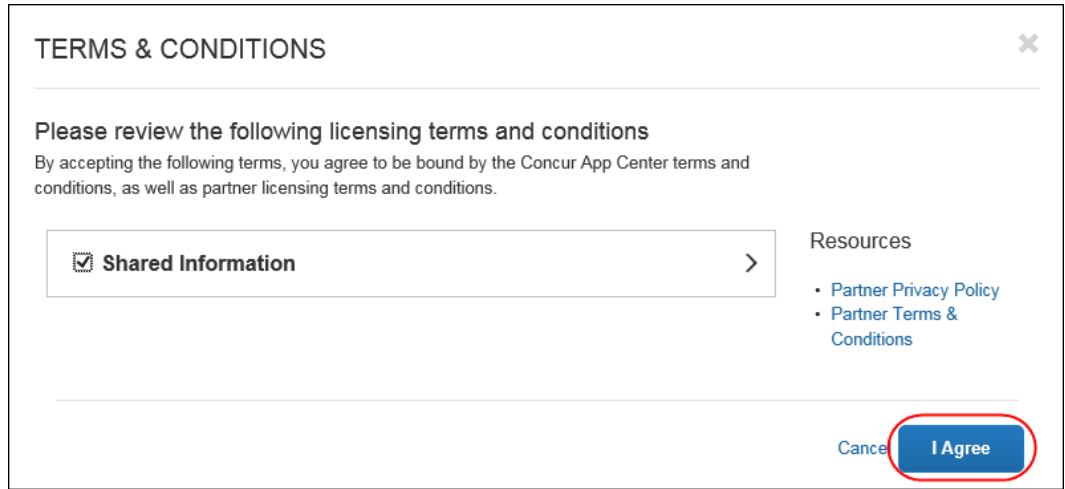 TERMS & CONDITIONS
Please review the following licensing terms and conditions
By accepting the following terms, you agree to be bound by the Concur App Center terms and
conditions, as well as partner licensing terms and conditions.
Shared Information
Resources
• Partner Privacy Policy
• Partner Terms &
Conditions
Cance
I Agree